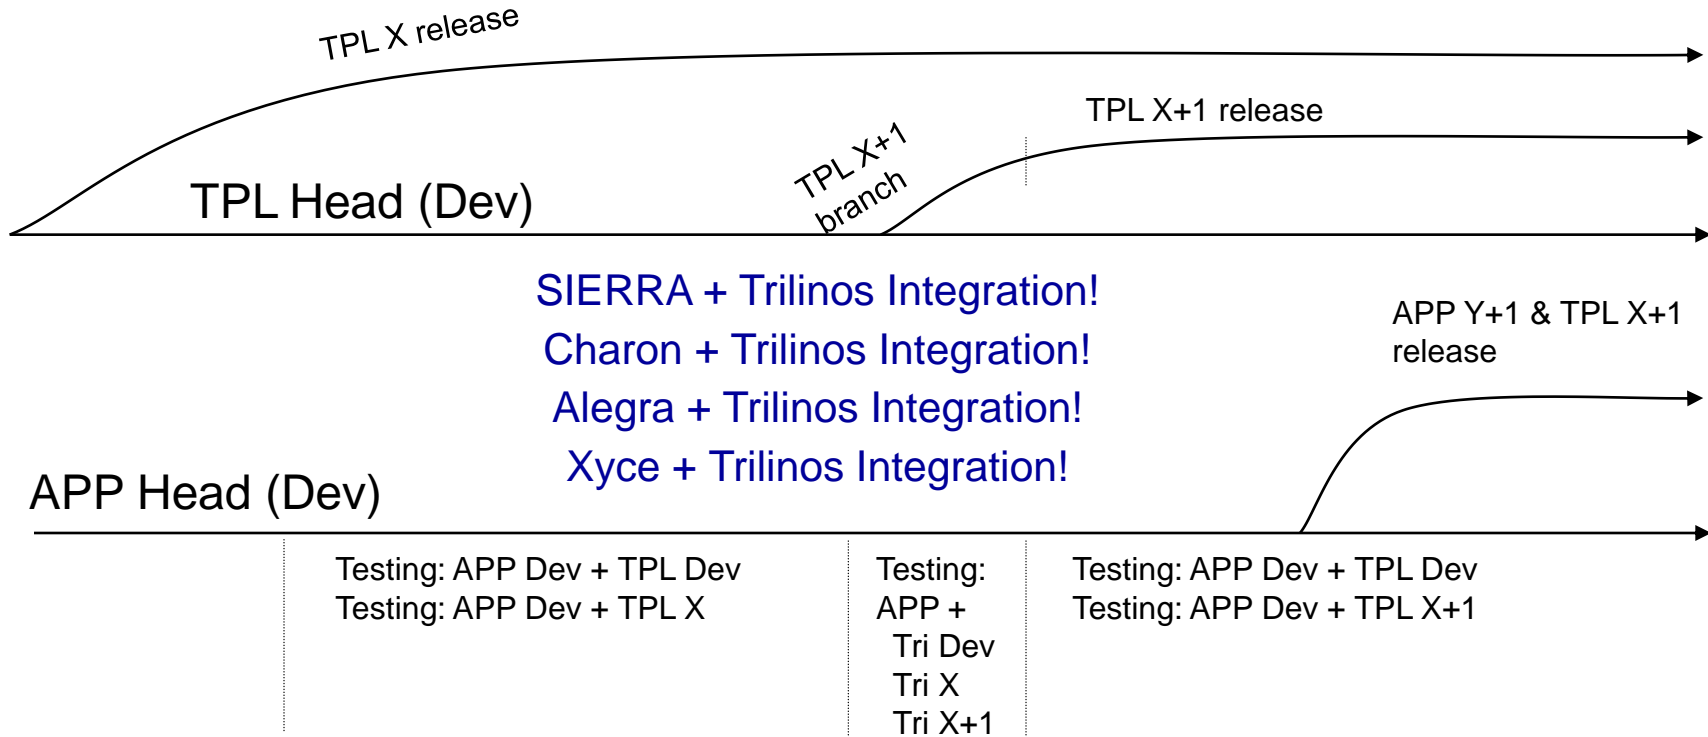 TPL X release
TPL X+1 release
TPL X+1
branch
TPL Head (Dev)
SIERRA + Trilinos Integration!
Charon + Trilinos Integration!
Alegra + Trilinos Integration!
Xyce + Trilinos Integration!
APP Y+1 & TPL X+1
release
APP Head (Dev)
Testing: APP Dev + TPL Dev
Testing: APP Dev + TPL X
Testing:
APP +
Tri Dev
Tri X
Tri X+1
Testing: APP Dev + TPL Dev
Testing: APP Dev + TPL X+1